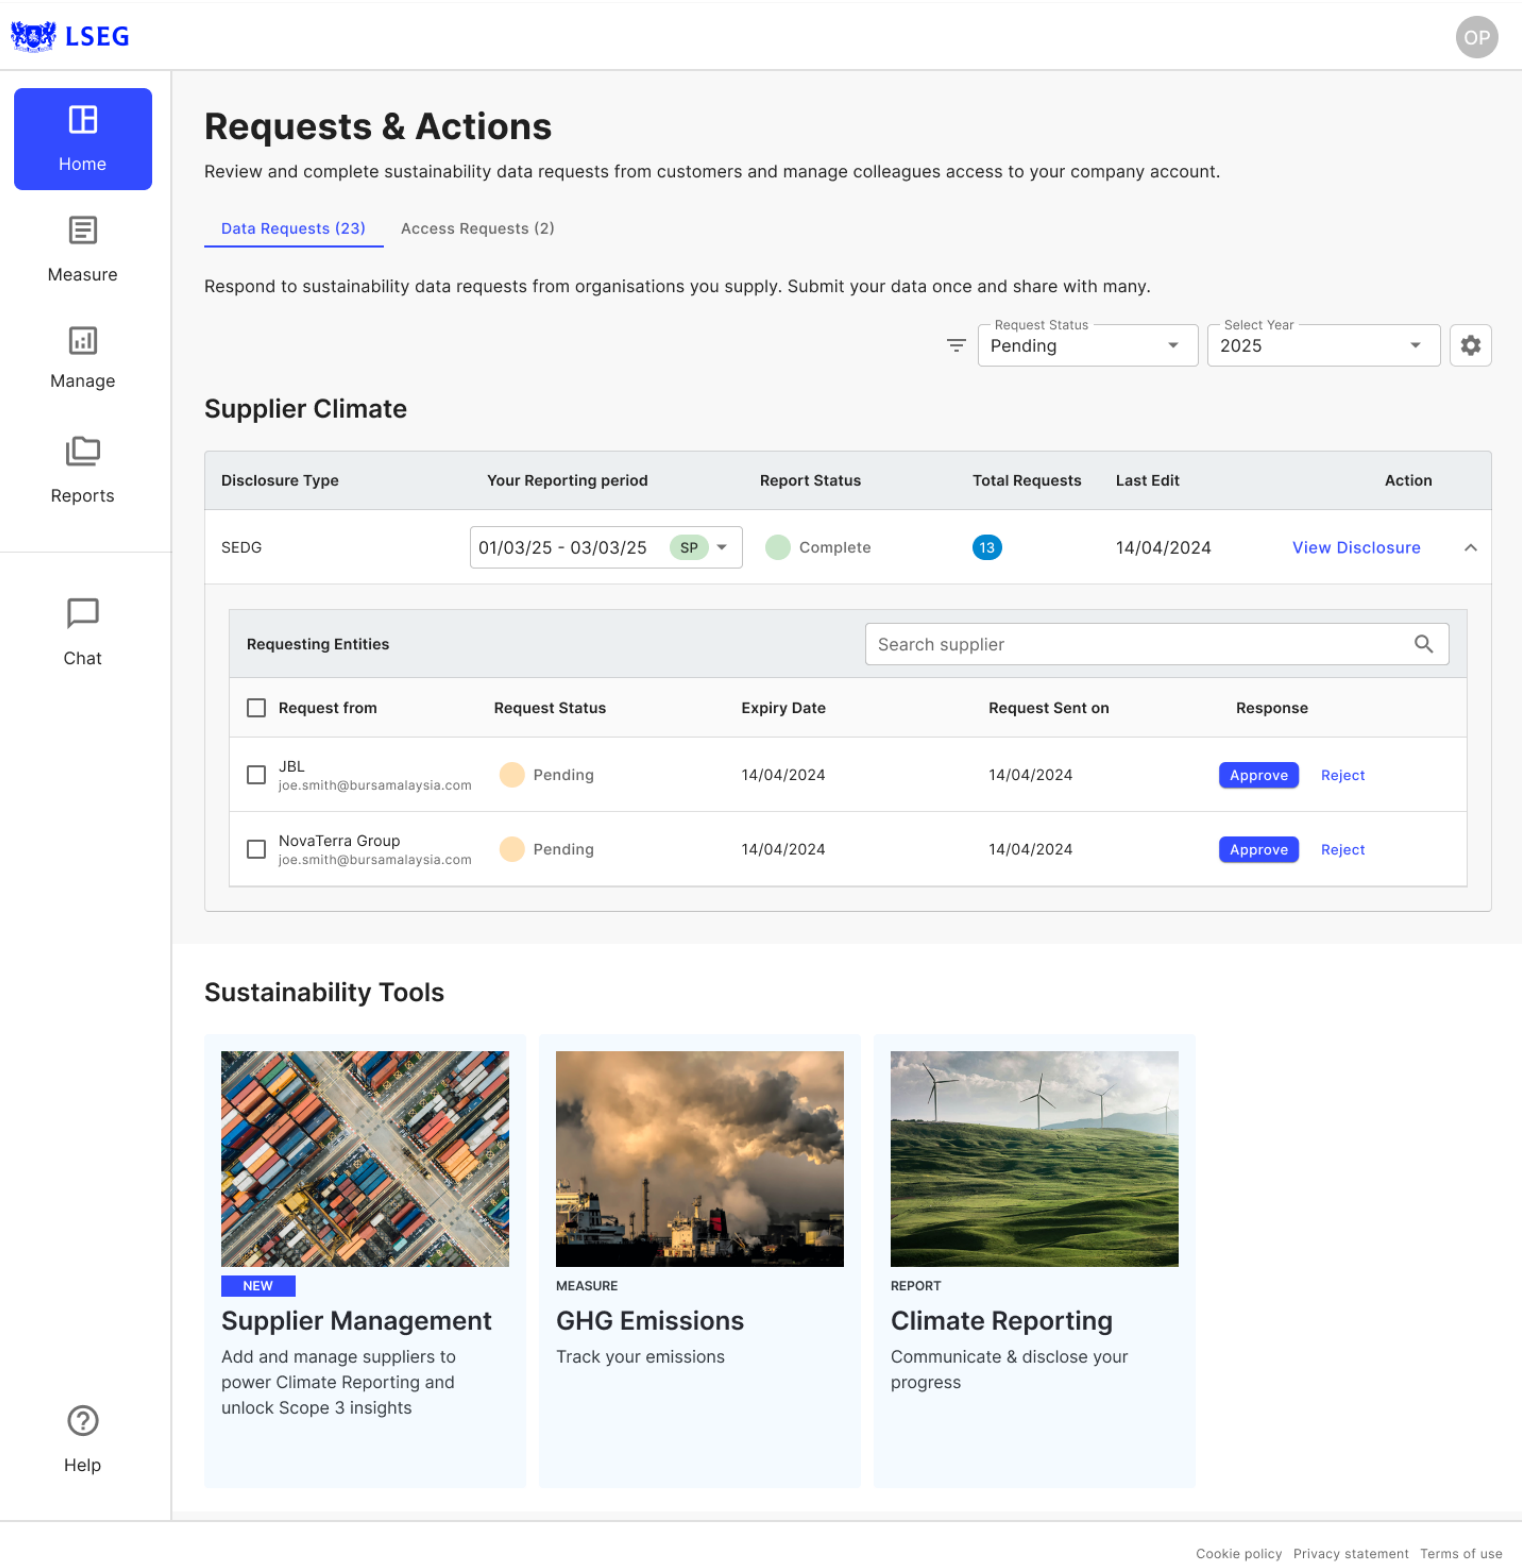 LSEG
OP
Home
Measure
Manage
Reports
Chat
Help
Requests & Actions
Review and complete sustainability data requests from customers and manage colleagues access to your company account.
Data Requests (23) Access Requests (2)
Respond to sustainability data requests from organisations you supply. Submit your data once and share with many.
Request Status Select Year
Pending 2025
Supplier Climate
Disclosure Type Your Reporting period Report Status Total Requests Last Edit Action
SEDG 01/03/25 - 03/03/25 SP Complete 13 14/04/2024 View Disclosure
Requesting Entities Search supplier
Request from Request Status Expiry Date Request Sent on Response
JBL
joe.smith@bursamalaysia.com
Pending 14/04/2024 14/04/2024 Approve Reject
NovaTerra Group
joe.smith@bursamalaysia.com
Pending 14/04/2024 14/04/2024 Approve Reject
Sustainability Tools
NEW
Supplier Management
Add and manage suppliers to
power Climate Reporting and
unlock Scope 3 insights
MEASURE
GHG Emissions
Track your emissions
REPORT
Climate Reporting
Communicate & disclose your
progress
Cookie policy Privacy statement Terms of use